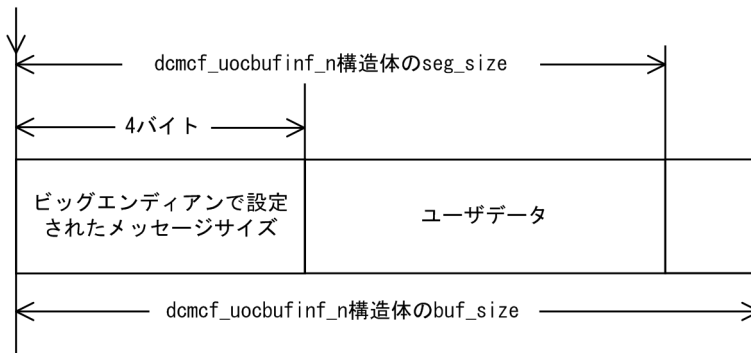 dcmcf_uocbufinf_n構造体のseg_size
4バイト
ビッグエンディアンで設定
されたメッセージサイズ
ユーザデータ
dcmcf_uocbufinf_n構造体のbuf_size